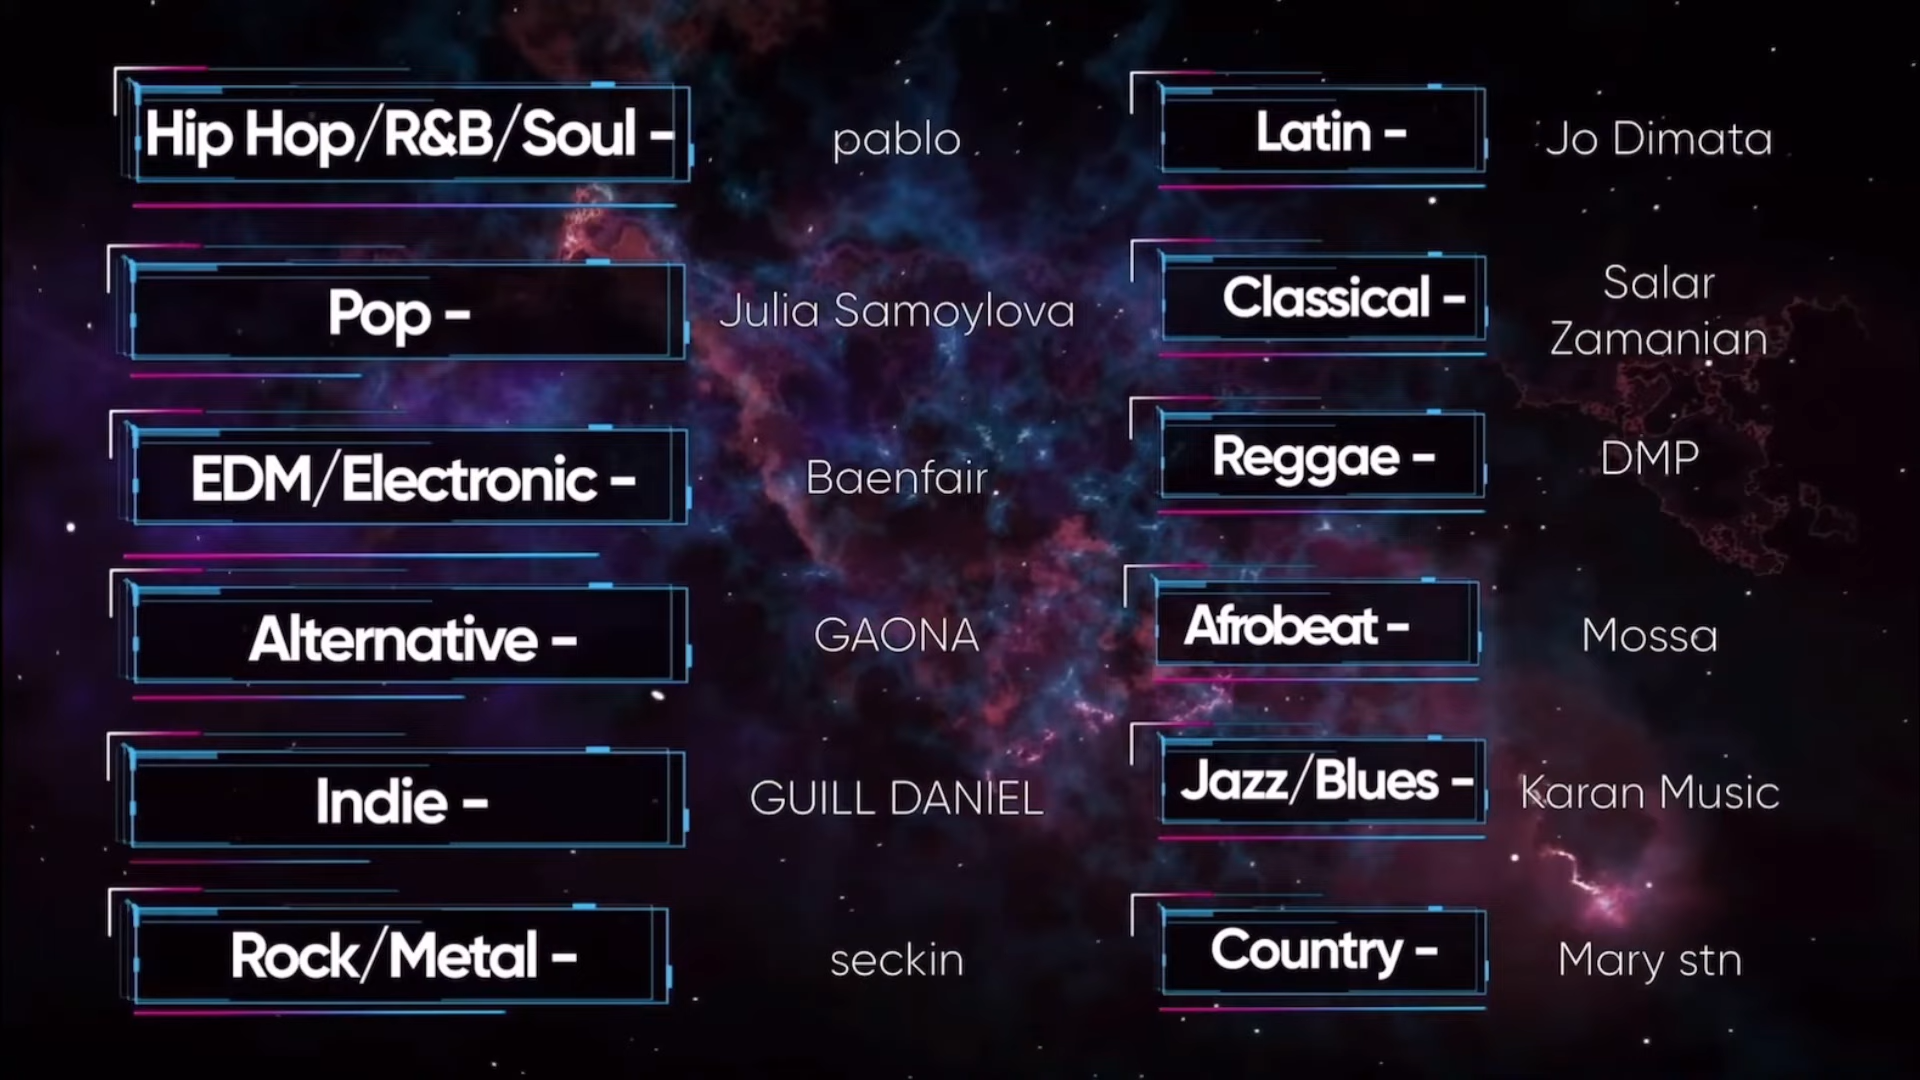 Hip Hop/R&B/Soul -
pablo
Pop -
Julia Samoylova
EDM/Electronic -
Baenfair
Alternative -
GAONA
Indie -
GUILL DANIEL
Rock/Metal -
seckin
Latin -
Jo Dimata
Classical -
Salar
Zamanian
Reggae -
DMP
Afrobeat -
Mossa
Jazz/Blues -
Karan Music
Country -
Mary stn